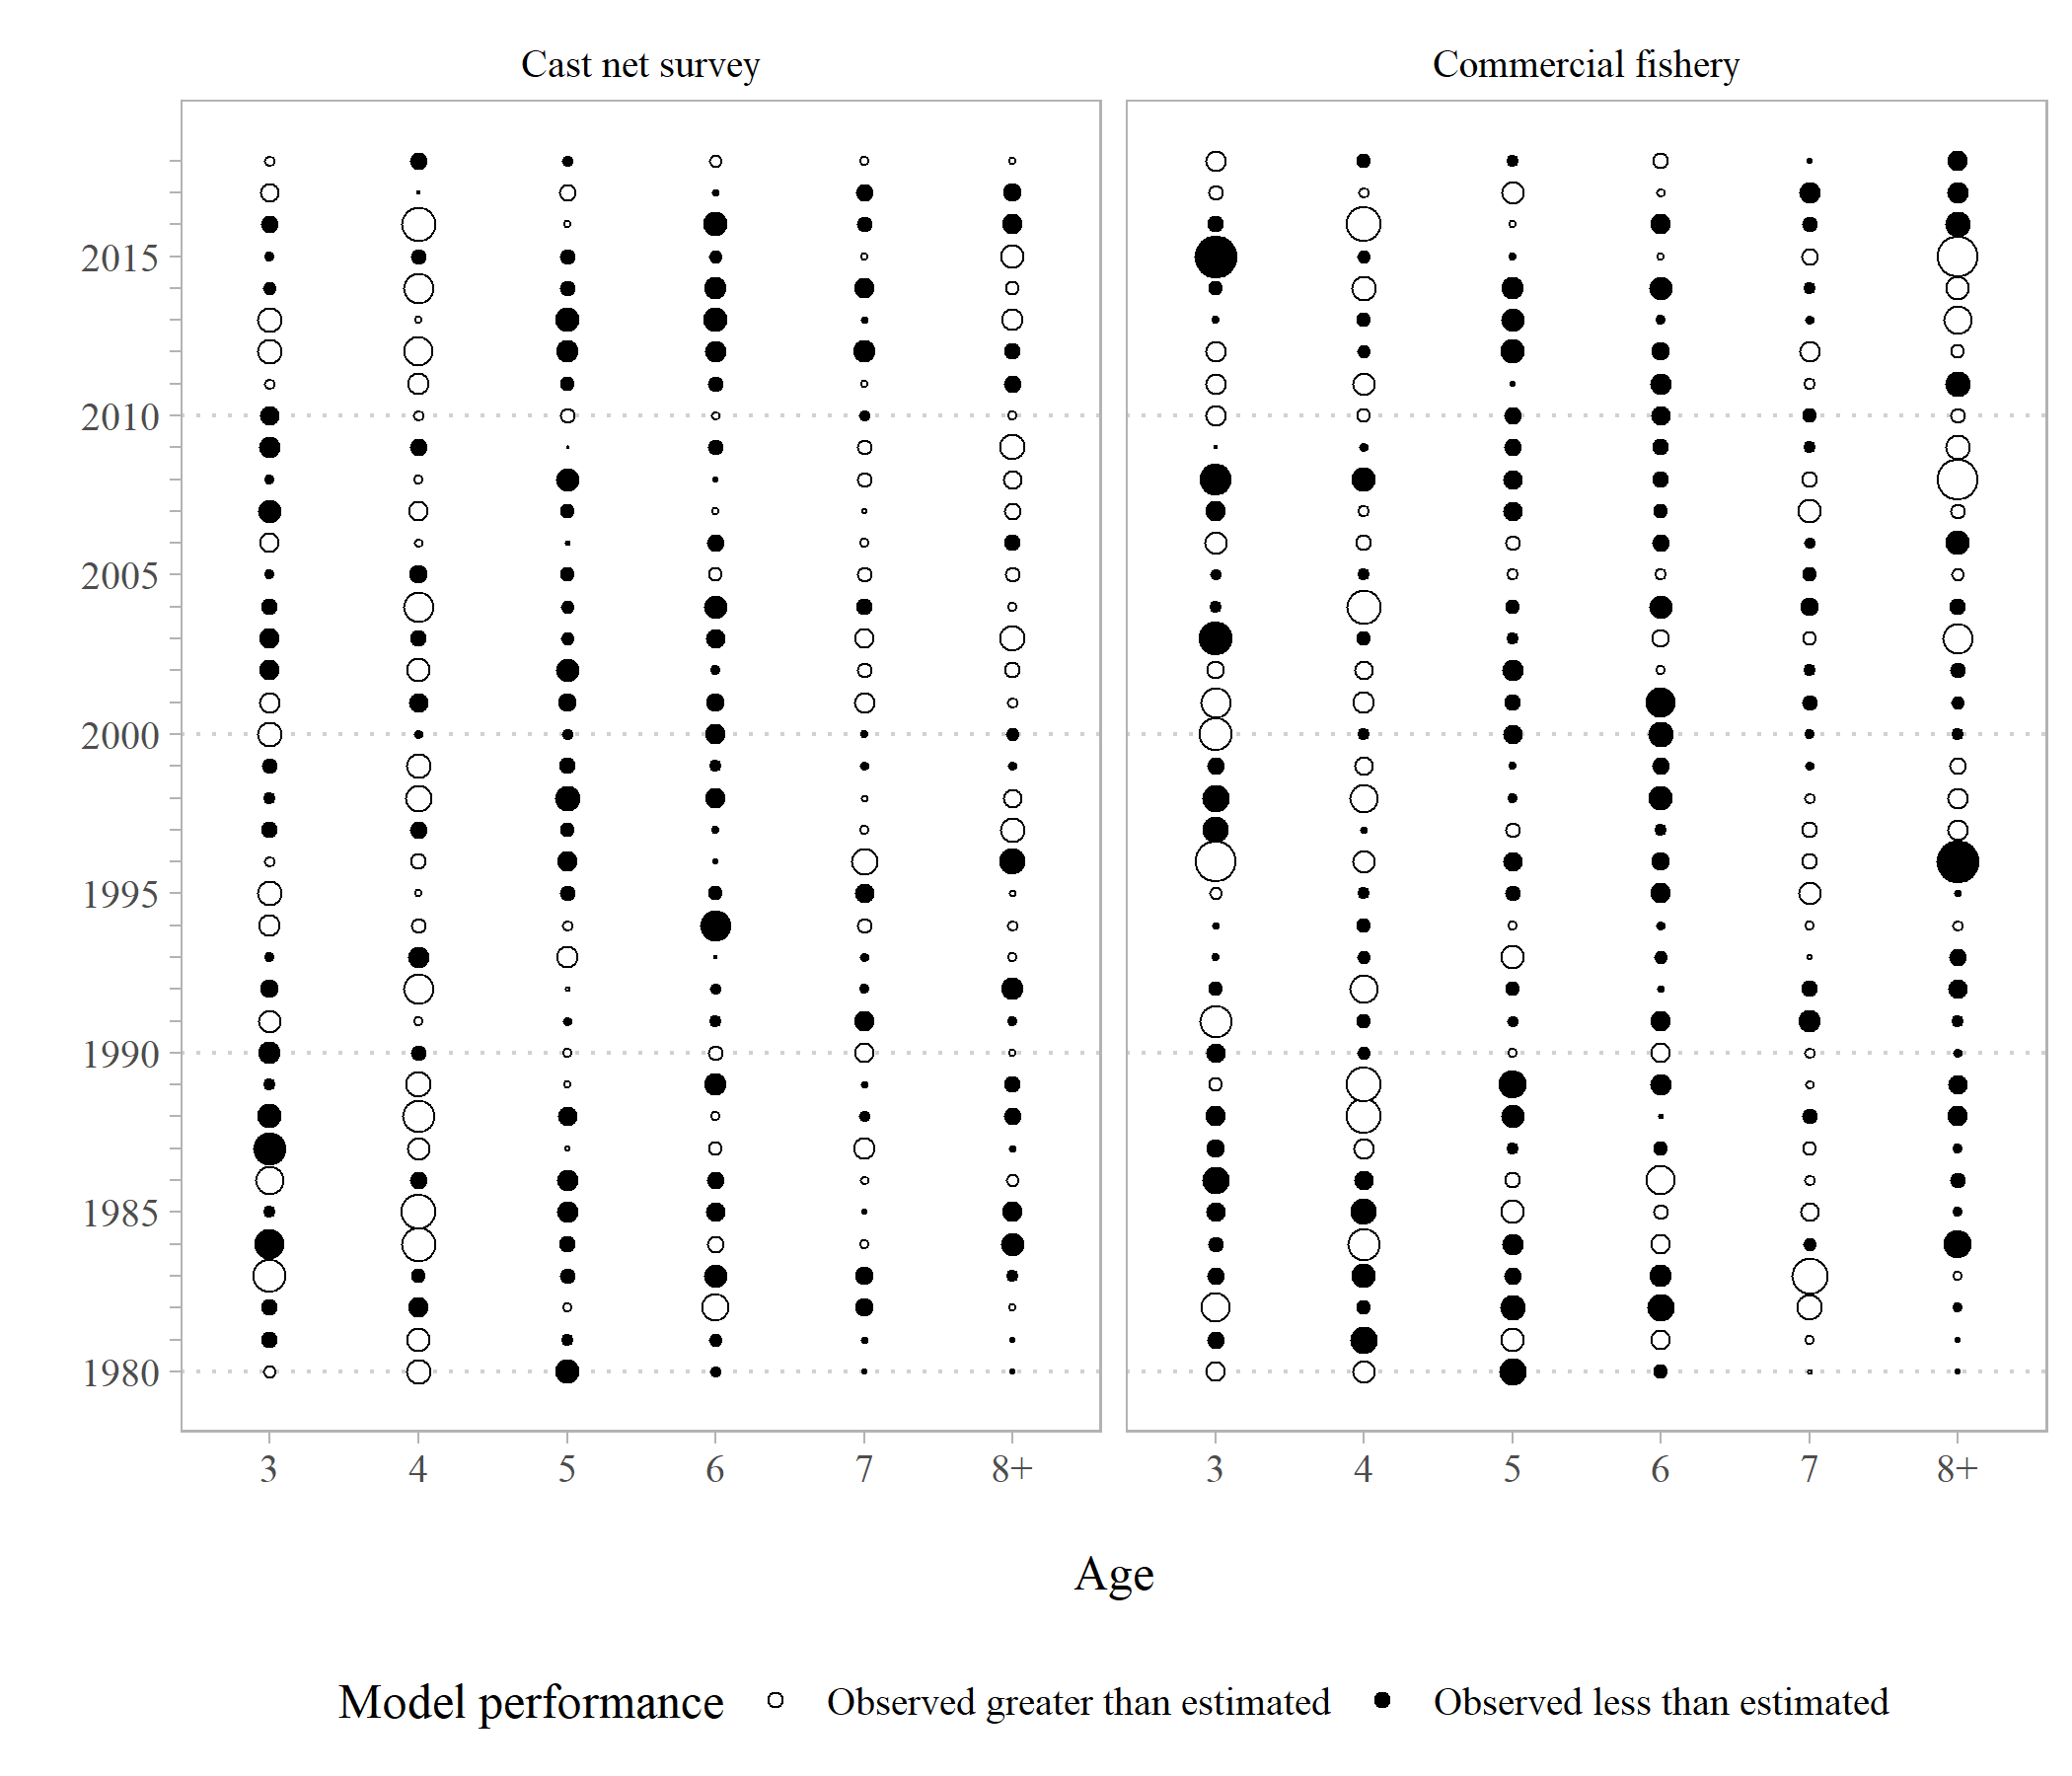 Cast net survey Commercial fishery
2015
2010
2005
2000
1995
1990
1985
1980
3 4 5 6 7 8+ 3 4 5 6 7 8+
Age
Model performance Observed greater than estimated Observed less than estimated